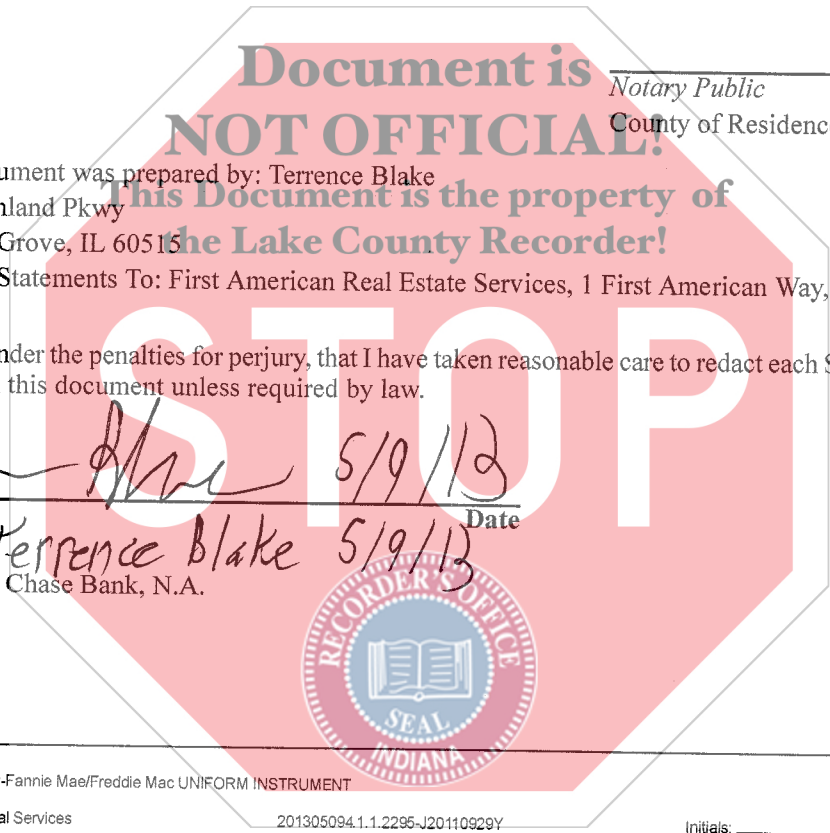 Document is
Notary Public
NOT OFFICIAL!
County of Residenc
ument was prepared by: Terrence Blake
This Document is the property of
nland Pkwy
the Lake County Recorder!
Grove, IL 60515
Statements To: First American Real Estate Services, 1 First American Way,
STOP
nder the penalties for perjury, that I have taken reasonable care to redact each S
this document unless required by law.
5/9/13
Date
Terrence Blake 5/9/13
Chase Bank, N.A.
RECORDER'S OFFICE
SEAL
INDIANA
-Fannie Mae/Freddie Mac UNIFORM INSTRUMENT
al Services
201305094.1.1.2295-J20110929Y
Initials: